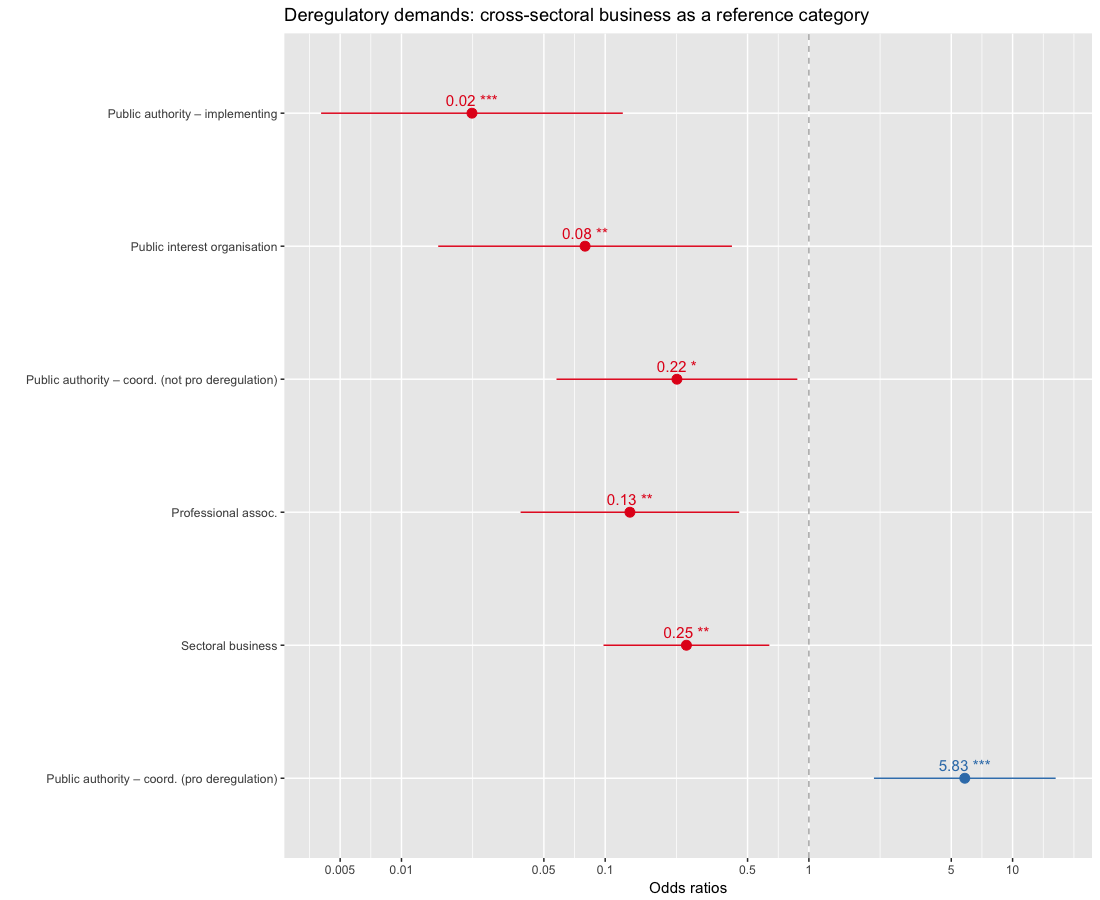 Deregulatory demands: cross-sectoral business as a reference category
Public authority – implementing
0.02 ***
Public interest organisation
0.08 **
Public authority – coord. (not pro deregulation)
0.22 *
Professional assoc.
0.13 **
Sectoral business
0.25 **
Public authority – coord. (pro deregulation)
5.83 ***
0.005 0.01 0.05 0.1 0.5 1 5 10
Odds ratios